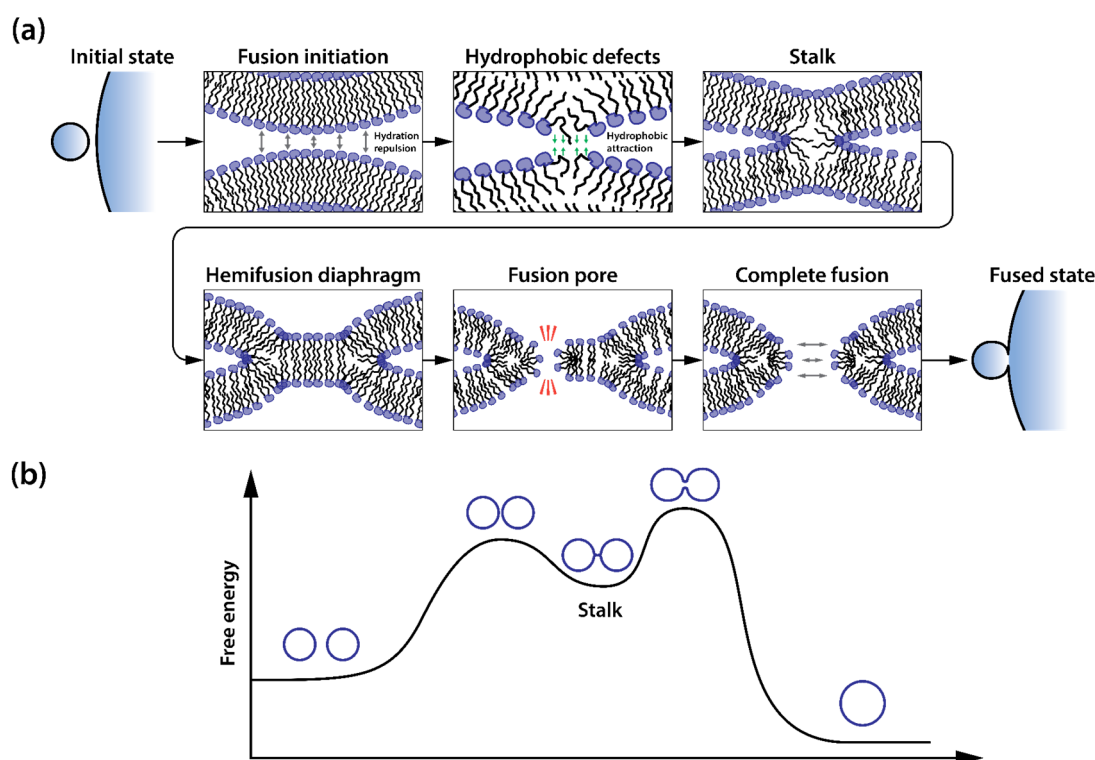 (a)
Initial state
Fusion initiation
Hydrophobic defects
Stalk
Hydration
repulsion
Hydrophobic
attraction
Hemifusion diaphragm
Fusion pore
Complete fusion
Fused state
(b)
Free energy
Stalk